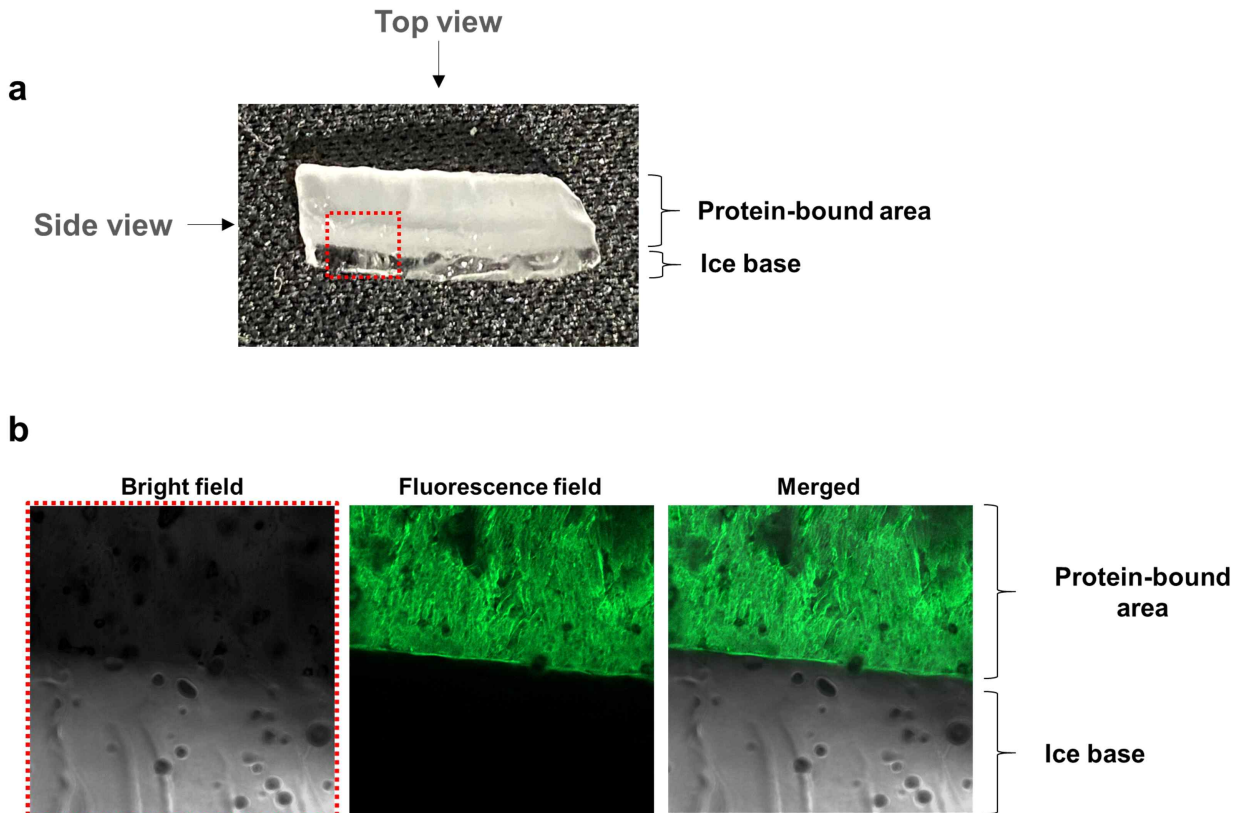 Top view
a
Side view
Protein-bound area
Ice base
b
Bright field
Fluorescence field
Merged
Protein-bound
area
Ice base